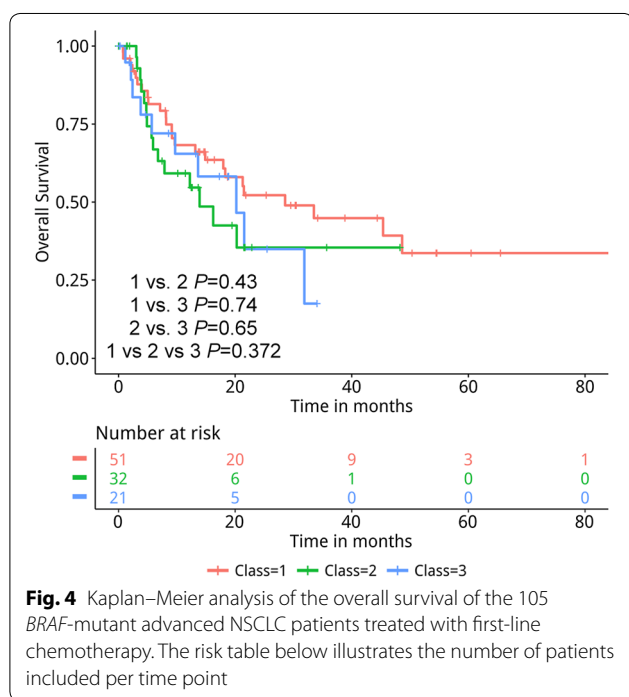 1.00
0.75
0.50
0.25
0.00
Overall Survival
1 vs. 2 P=0.43
1 vs. 3 P=0.74
2 vs. 3 P=0.65
1 vs 2 vs 3 P=0.372
0 20 40 60 80
Time in months
Number at risk
51 20 9 3 1
32 6 1 0 0
21 5 0 0 0
0 20 40 60 80
Time in months
Class=1 Class=2 Class=3
Fig. 4 Kaplan–Meier analysis of the overall survival of the 105
BRAF-mutant advanced NSCLC patients treated with first-line
chemotherapy. The risk table below illustrates the number of patients
included per time point